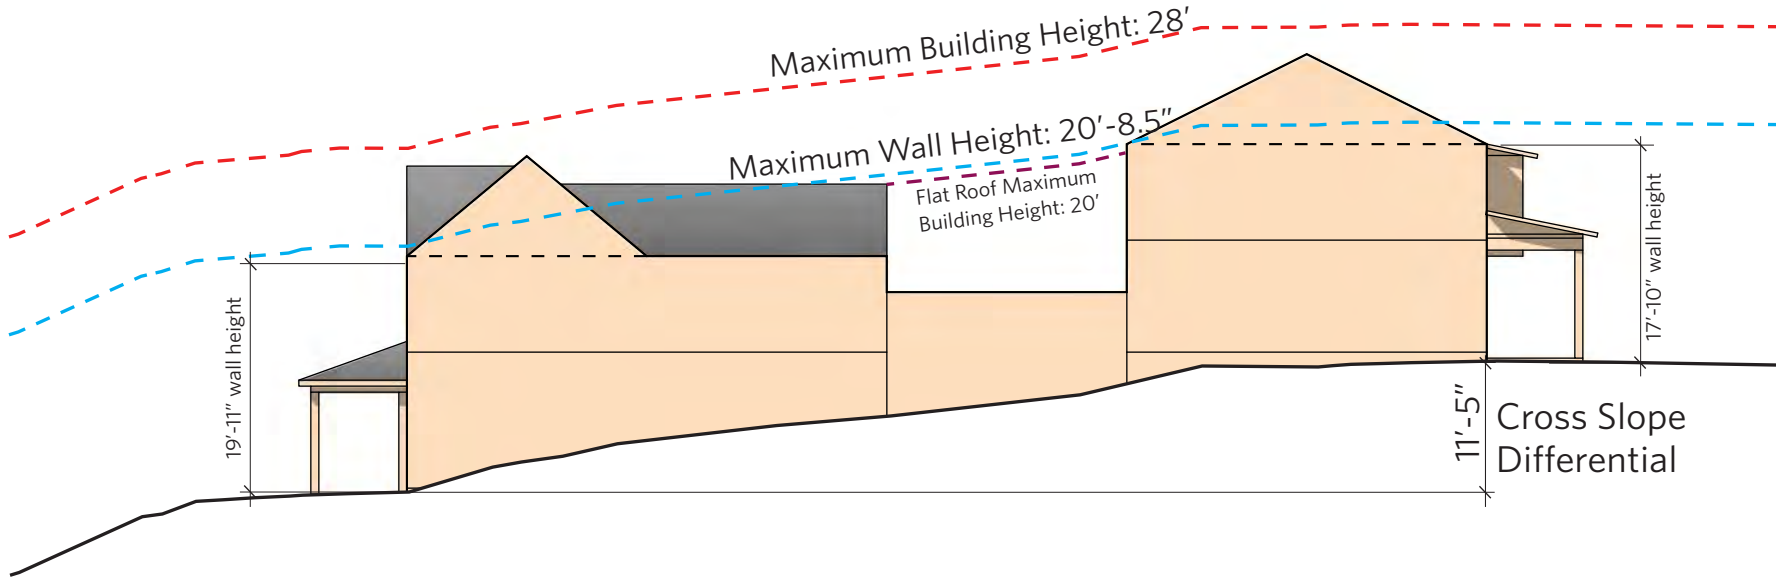 Maximum Building Height: 28′
Maximum Wall Height: 20′-8.5″
Flat Roof Maximum
Building Height: 20′
19′-11″ wall height
17′-10″ wall height
11′-5″
Cross Slope
Differential